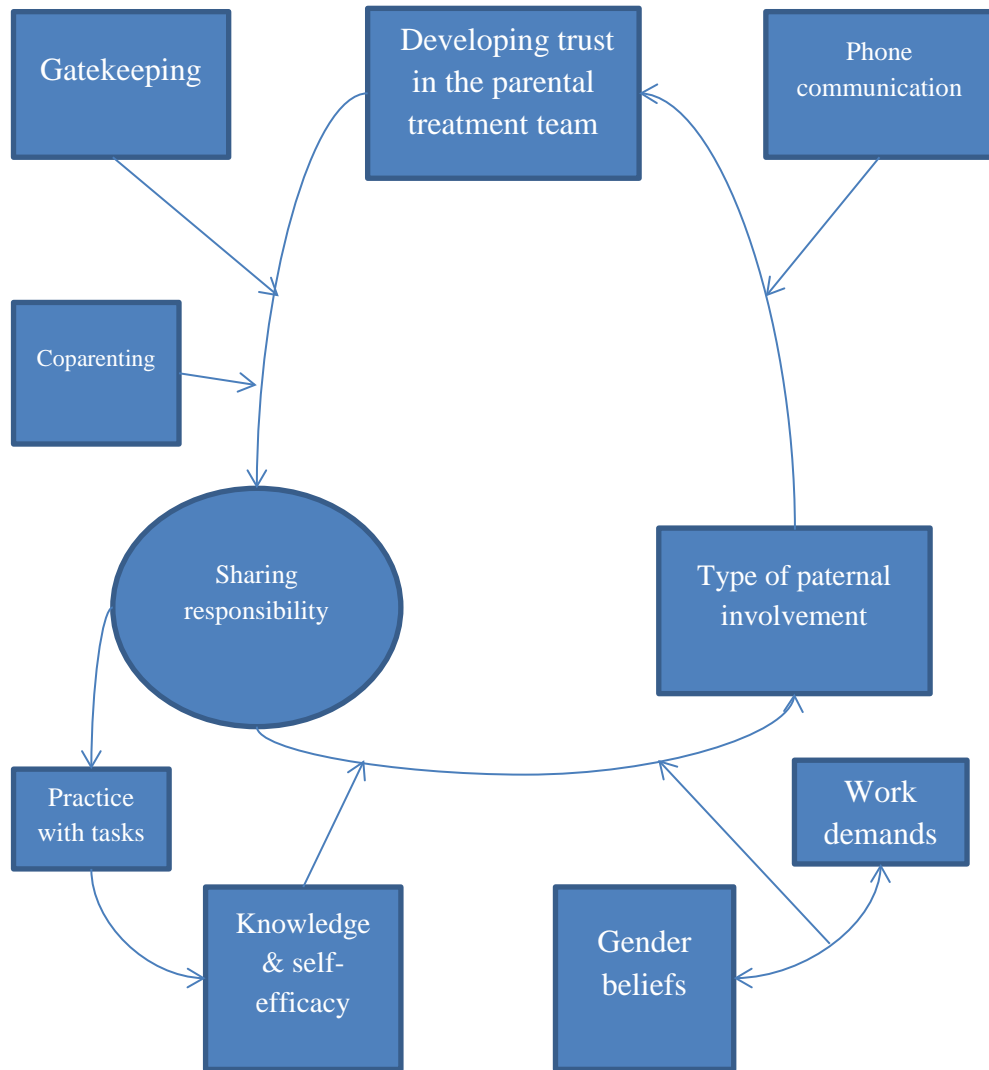 Gatekeeping
Developing trust
in the parental
treatment team
Phone
communication
Coparenting
Sharing
responsibility
Type of paternal
involvement
Practice
with tasks
Work
demands
Knowledge
& self-
efficacy
Gender
beliefs